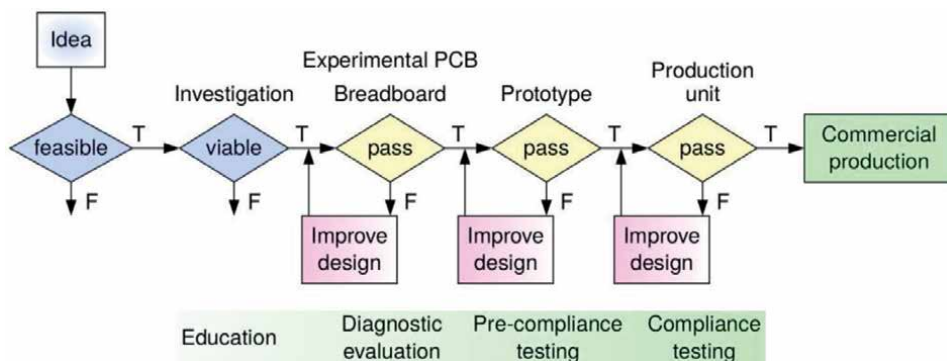 Idea
Experimental PCB
Production
Investigation
Breadboard
Prototype
unit
feasible
T
viable
T
pass
T
pass
T
pass
T
Commercial
production
F
F
F
F
F
Improve
design
Improve
design
Improve
design
Education
Diagnostic
evaluation
Pre-compliance
testing
Compliance
testing